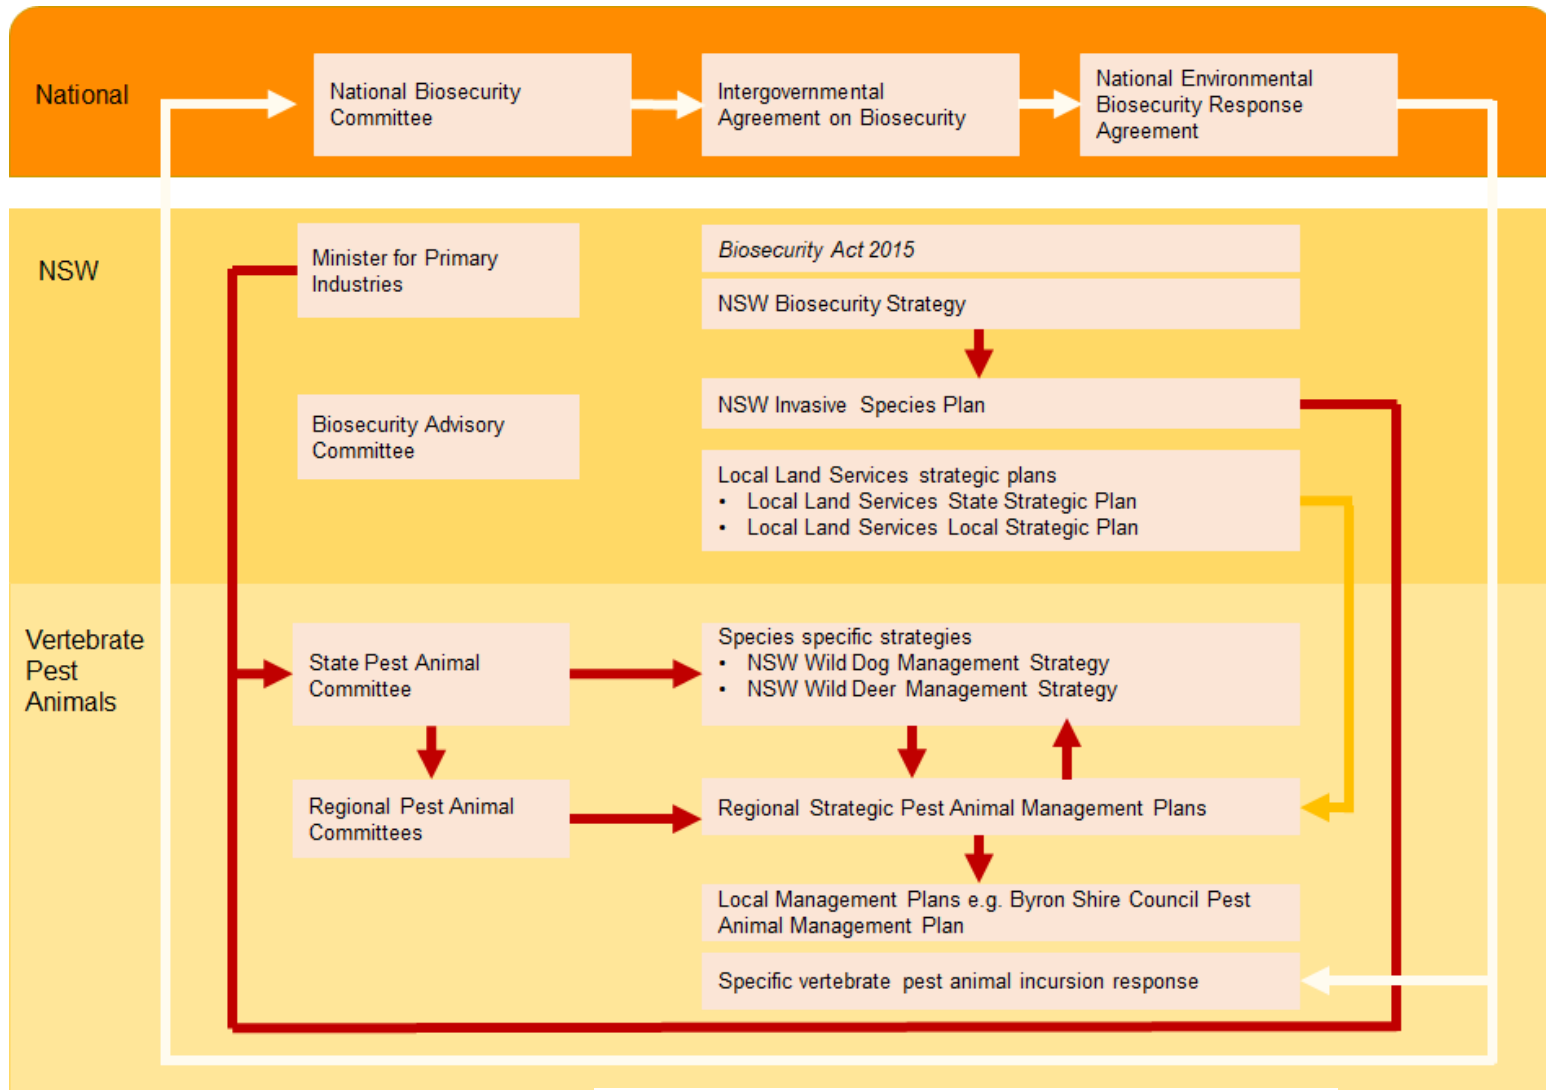 National
National Biosecurity
Committee
Intergovernmental
Agreement on Biosecurity
National Environmental
Biosecurity Response
Agreement
NSW
Minister for Primary
Industries
Biosecurity Act 2015
NSW Biosecurity Strategy
NSW Invasive Species Plan
Biosecurity Advisory
Committee
Local Land Services strategic plans
• Local Land Services State Strategic Plan
• Local Land Services Local Strategic Plan
Vertebrate
Pest
Animals
State Pest Animal
Committee
Species specific strategies
• NSW Wild Dog Management Strategy
• NSW Wild Deer Management Strategy
Regional Pest Animal
Committees
Regional Strategic Pest Animal Management Plans
Local Management Plans e.g. Byron Shire Council Pest
Animal Management Plan
Specific vertebrate pest animal incursion response